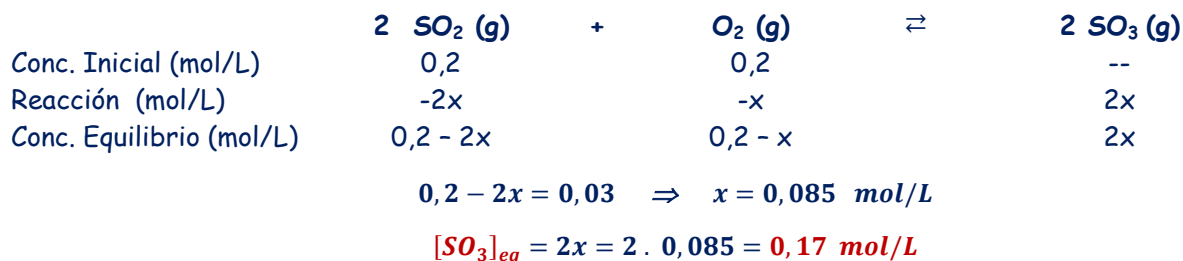 2 SO₂ (g) + O₂ (g) ⇄ 2 SO₃ (g)
Conc. Inicial (mol/L) 0,2 0,2 --
Reacción (mol/L) -2x -x 2x
Conc. Equilibrio (mol/L) 0,2 – 2x 0,2 – x 2x
0,2 − 2x = 0,03 ⇒ x = 0,085 mol/L
[SO₃]eq = 2x = 2 . 0,085 = 0,17 mol/L